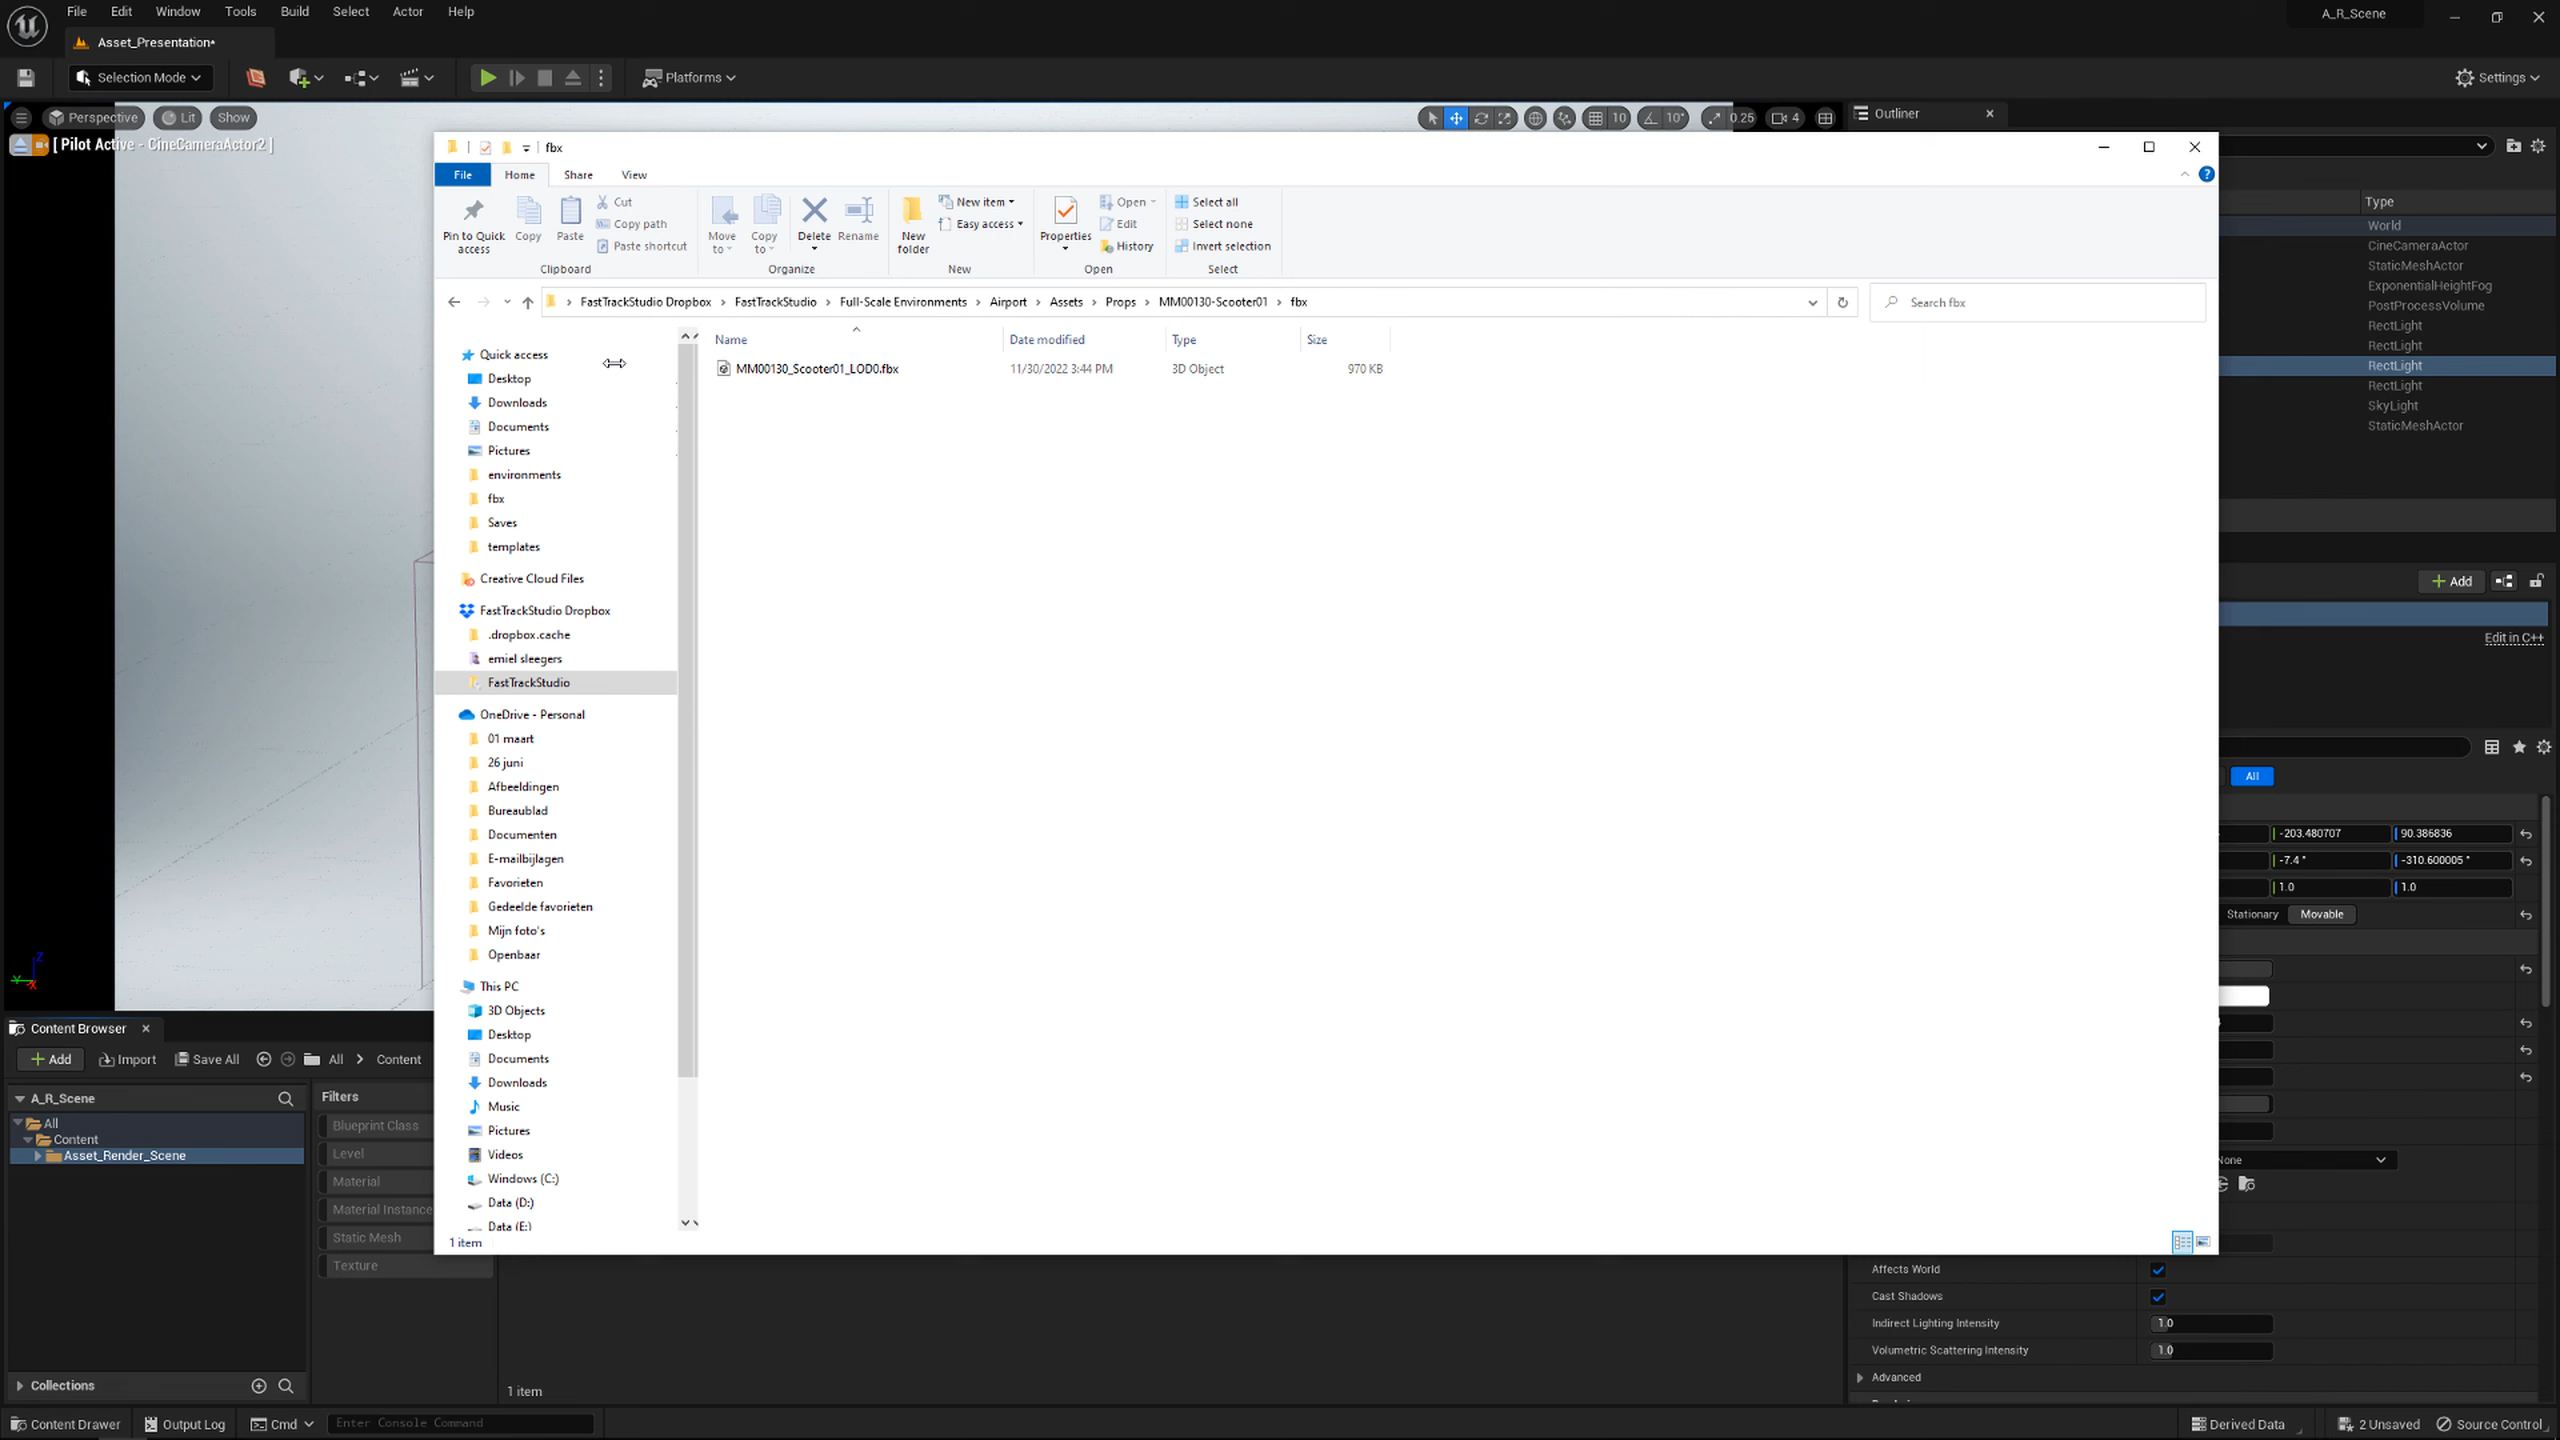 File Edit Window Tools Build Select Actor Help
A_R_Scene
Asset_Presentation*
Selection Mode
Platforms
Settings
Perspective Lit Show
10 10° 0.25 4
Outliner
[ Pilot Active - CineCameraActor2 ]
fbx
File Home Share View
Pin to Quick access
Copy
Paste
Cut
Copy path
Paste shortcut
Clipboard
Move to
Copy to
Delete
Rename
Organize
New folder
New item
Easy access
New
Properties
Open
Edit
History
Open
Select all
Select none
Invert selection
Select
FastTrackStudio Dropbox > FastTrackStudio > Full-Scale Environments > Airport > Assets > Props > MM00130-Scooter01 > fbx
Search fbx
Name Date modified Type Size
MM00130_Scooter01_LOD0.fbx 11/30/2022 3:44 PM 3D Object 970 KB
Quick access
Desktop
Downloads
Documents
Pictures
environments
fbx
Saves
templates
Creative Cloud Files
FastTrackStudio Dropbox
.dropbox.cache
emiel sleegers
FastTrackStudio
OneDrive - Personal
01 maart
26 juni
Afbeeldingen
Bureaublad
Documenten
E-mailbijlagen
Favorieten
Gedeelde favorieten
Mijn foto's
Openbaar
This PC
3D Objects
Desktop
Documents
Downloads
Music
Pictures
Videos
Windows (C:)
Data (D:)
Data (E:)
1 item
Type
World
CineCameraActor
StaticMeshActor
ExponentialHeightFog
PostProcessVolume
RectLight
RectLight
RectLight
RectLight
SkyLight
StaticMeshActor
Add
Edit in C++
All
-203.480707 90.386836
-7.4 ° -310.600005 °
1.0 1.0
Stationary Movable
None
Affects World
Cast Shadows
Indirect Lighting Intensity 1.0
Volumetric Scattering Intensity 1.0
Advanced
Z
Y
X
Content Browser
Add Import Save All All > Content
A_R_Scene
All
Content
Asset_Render_Scene
Filters
Blueprint Class
Level
Material
Material Instance
Static Mesh
Texture
Collections
1 item
Content Drawer Output Log Cmd Enter Console Command
Derived Data 2 Unsaved Source Control